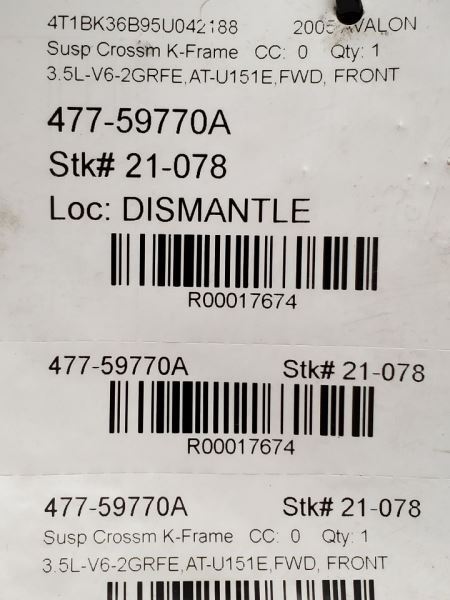 4T1BK36B95U042188 2005 AVALON
Susp Crossm K-Frame CC: 0 Qty: 1
3.5L-V6-2GRFE,AT-U151E,FWD, FRONT
477-59770A
Stk# 21-078
Loc: DISMANTLE
R00017674
477-59770A Stk# 21-078
R00017674
477-59770A Stk# 21-078
Susp Crossm K-Frame CC: 0 Qty: 1
3.5L-V6-2GRFE,AT-U151E,FWD, FRONT